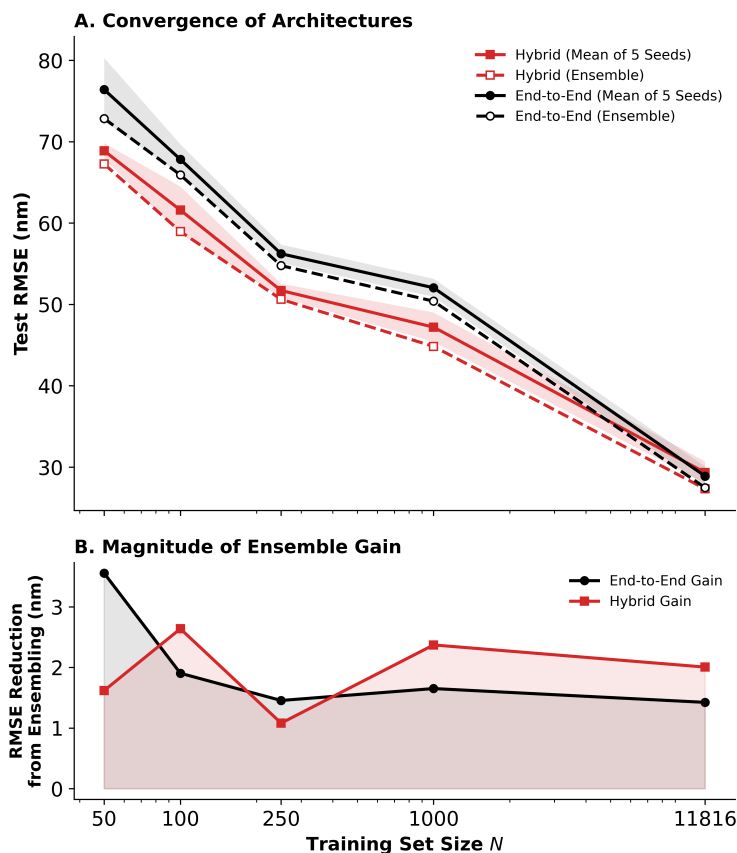 A. Convergence of Architectures
Hybrid (Mean of 5 Seeds)
Hybrid (Ensemble)
End-to-End (Mean of 5 Seeds)
End-to-End (Ensemble)
80
70
60
50
40
30
Test RMSE (nm)
B. Magnitude of Ensemble Gain
End-to-End Gain
Hybrid Gain
3
2
1
0
RMSE Reduction
from Ensembling (nm)
50 100 250 1000 11816
Training Set Size N